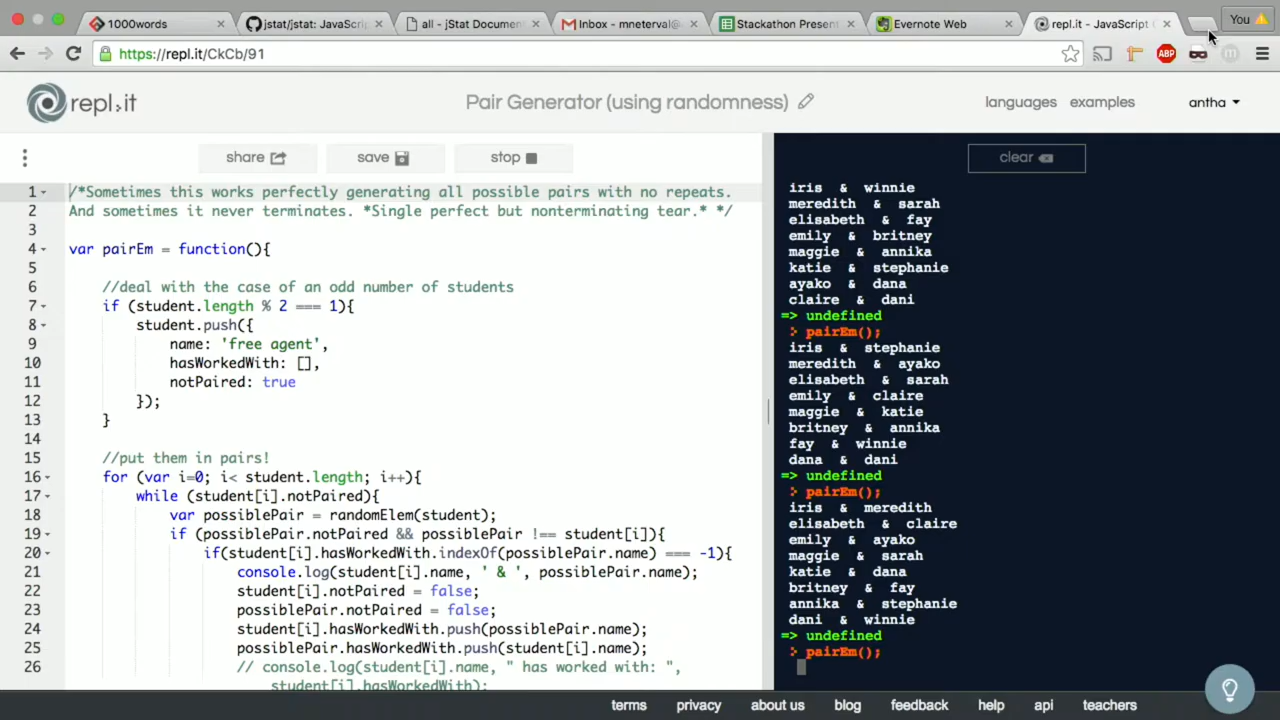 1000words
jstat/jstat: JavaScri
all - jStat Document
Inbox - mneterval@
Stackathon Present
Evernote Web
repl.it - JavaScript C
You
https://repl.it/CkCb/91
ABP
repl.it
Pair Generator (using randomness)
languages examples
antha
share save stop
clear
1 /*Sometimes this works perfectly generating all possible pairs with no repeats.
2 And sometimes it never terminates. *Single perfect but nonterminating tear.* */
3
4 var pairEm = function(){
5
6 //deal with the case of an odd number of students
7 if (student.length % 2 === 1){
8 student.push({
9 name: 'free agent',
10 hasWorkedWith: [],
11 notPaired: true
12 });
13 }
14
15 //put them in pairs!
16 for (var i=0; i< student.length; i++){
17 while (student[i].notPaired){
18 var possiblePair = randomElem(student);
19 if (possiblePair.notPaired && possiblePair !== student[i]){
20 if(student[i].hasWorkedWith.indexOf(possiblePair.name) === -1){
21 console.log(student[i].name, ' & ', possiblePair.name);
22 student[i].notPaired = false;
23 possiblePair.notPaired = false;
24 student[i].hasWorkedWith.push(possiblePair.name);
25 possiblePair.hasWorkedWith.push(student[i].name);
26 // console.log(student[i].name, " has worked with: ",
student[i].hasWorkedWith);
iris & winnie
meredith & sarah
elisabeth & fay
emily & britney
maggie & annika
katie & stephanie
ayako & dana
claire & dani
=> undefined
> pairEm();
iris & stephanie
meredith & ayako
elisabeth & sarah
emily & claire
maggie & katie
britney & annika
fay & winnie
dana & dani
=> undefined
> pairEm();
iris & meredith
elisabeth & claire
emily & ayako
maggie & sarah
katie & dana
britney & fay
annika & stephanie
dani & winnie
=> undefined
> pairEm();
terms privacy about us blog feedback help api teachers